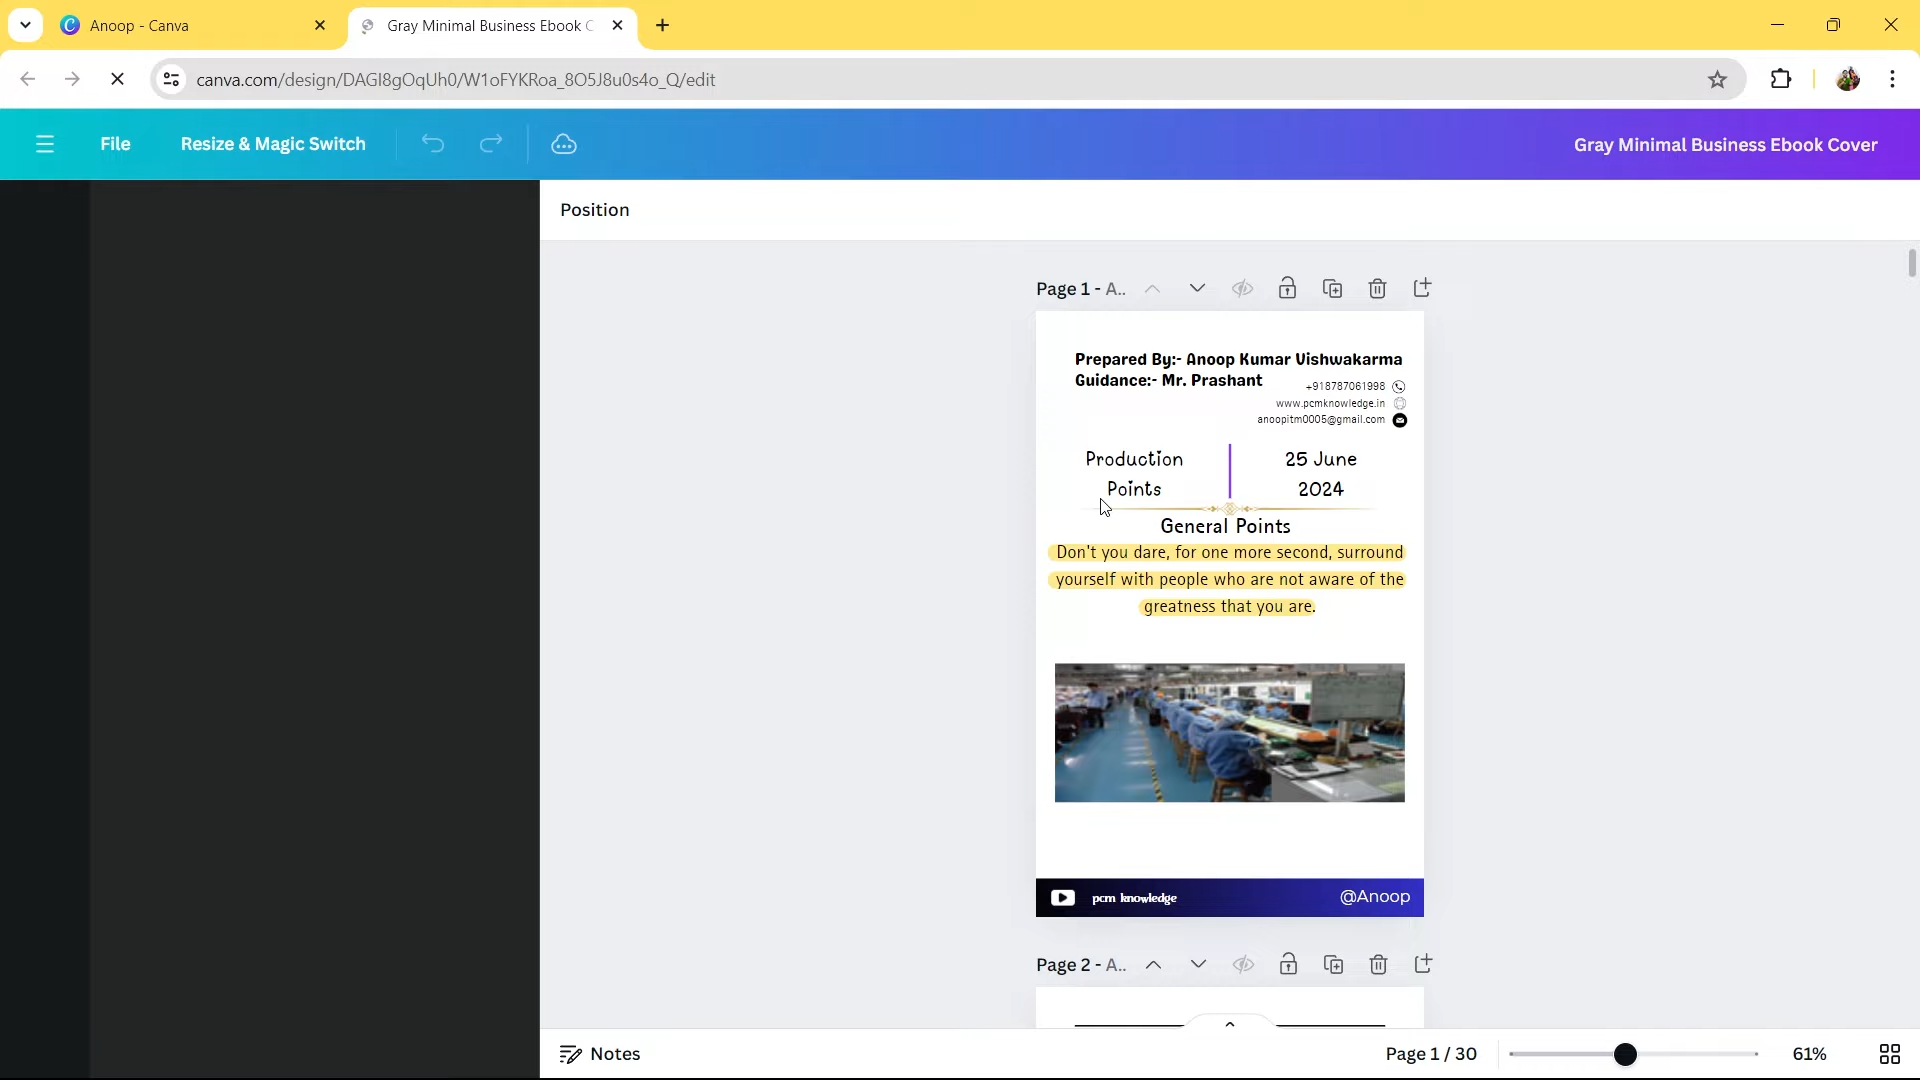 Anoop - Canva
Gray Minimal Business Ebook C
canva.com/design/DAGI8gOqUh0/W1oFYKRoa_8O5J8u0s4o_Q/edit
File
Resize & Magic Switch
Gray Minimal Business Ebook Cover
Position
Page 1 - A..
Prepared By:- Anoop Kumar Vishwakarma
Guidance:- Mr. Prashant
+918787061998
www.pcmknowledge.in
anoopitm0005@gmail.com
Production
Points
25 June
2024
General Points
Don't you dare, for one more second, surround
yourself with people who are not aware of the
greatness that you are.
pcm knowledge
@Anoop
Page 2 - A..
Notes
Page 1 / 30
61%